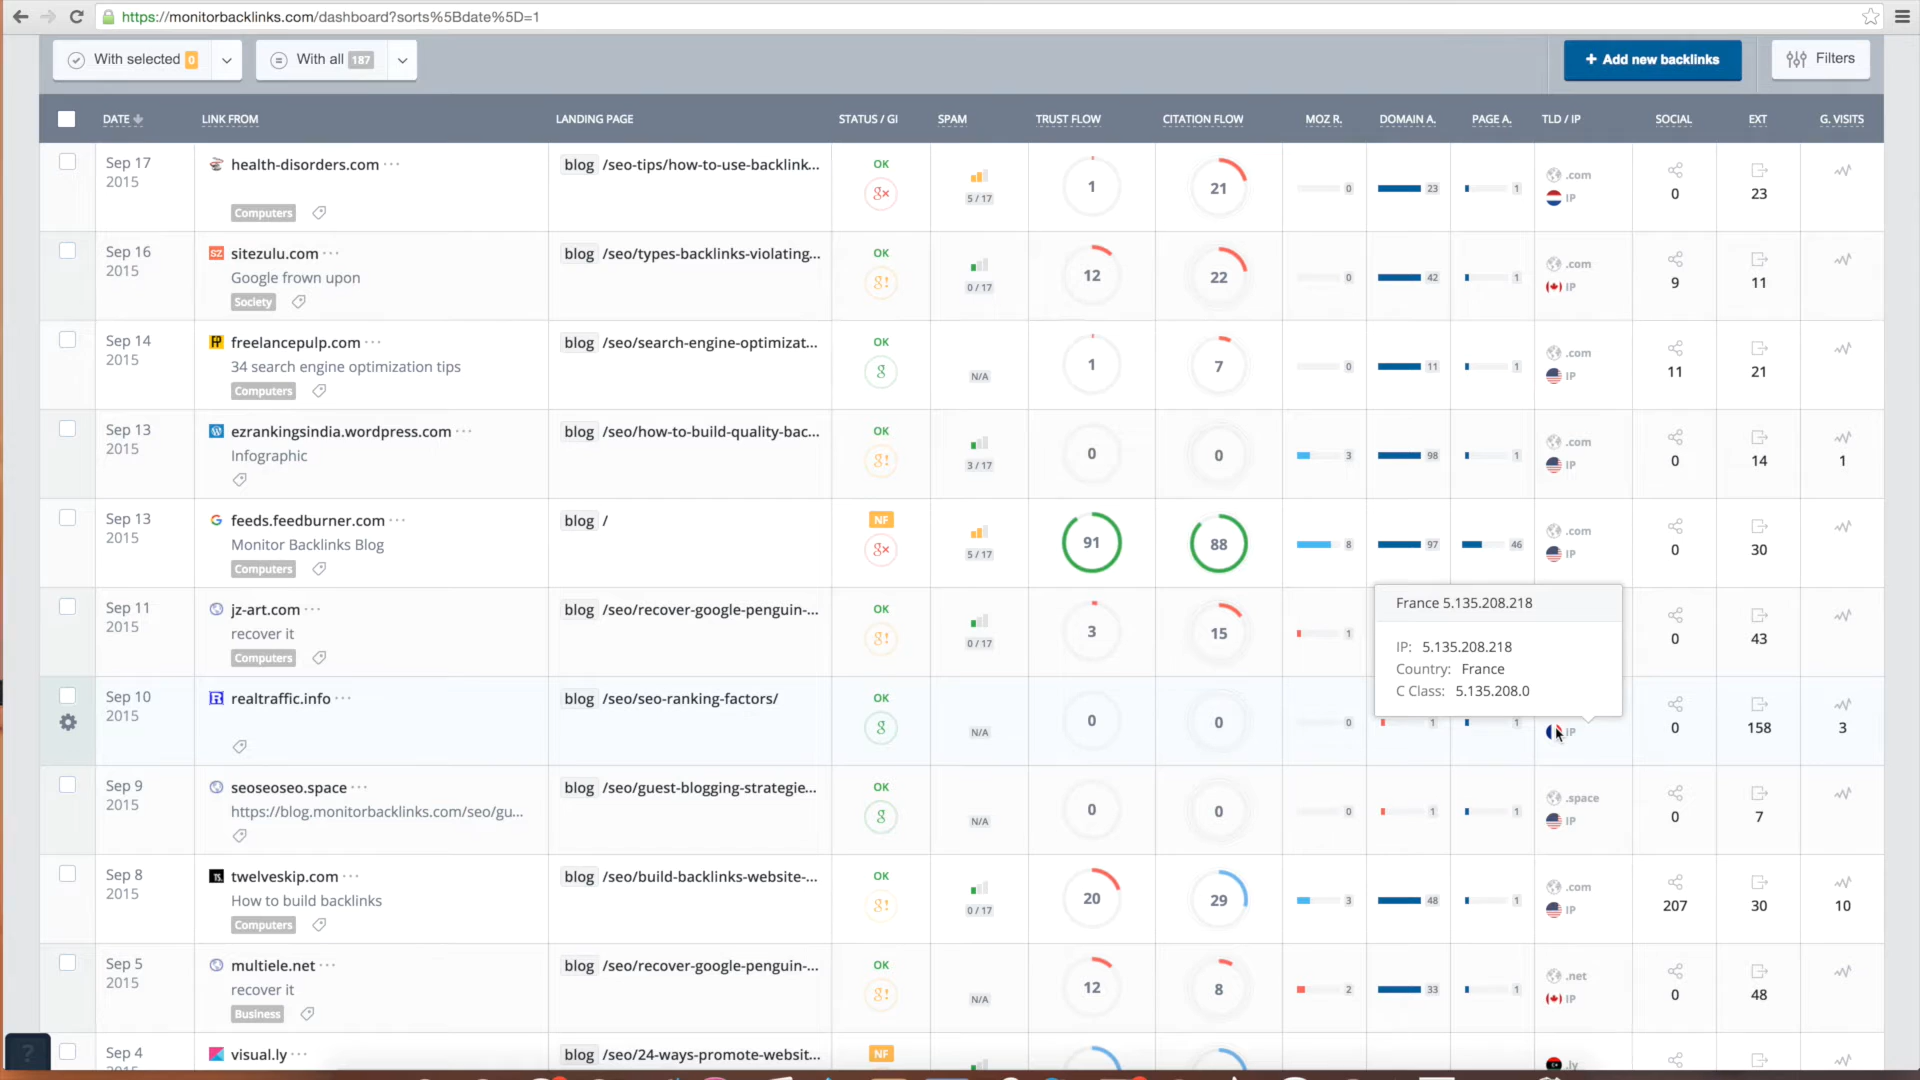 https://monitorbacklinks.com/dashboard?sorts%5Bdate%5D=1
With selected 0 With all 187 + Add new backlinks Filters
DATE LINK FROM LANDING PAGE STATUS / GI SPAM TRUST FLOW CITATION FLOW MOZ R. DOMAIN A. PAGE A. TLD / IP SOCIAL EXT G. VISITS
Sep 17 health-disorders.com ··· blog /seo-tips/how-to-use-backlink... OK .com
2015 g× 5 / 17 1 21 0 23 1 IP 0 23
Computers
Sep 16 sitezulu.com ··· blog /seo/types-backlinks-violating... OK .com
2015 Google frown upon g! 0 / 17 12 22 0 42 1 IP 9 11
Society
Sep 14 freelancepulp.com ··· blog /seo/search-engine-optimizat... OK .com
2015 34 search engine optimization tips g N/A 1 7 0 11 1 IP 11 21
Computers
Sep 13 ezrankingsindia.wordpress.com ··· blog /seo/how-to-build-quality-bac... OK .com
2015 Infographic g! 3 / 17 0 0 3 98 1 IP 0 14 1
Sep 13 feeds.feedburner.com ··· blog / NF .com
2015 Monitor Backlinks Blog g× 5 / 17 91 88 8 97 46 IP 0 30
Computers
Sep 11 jz-art.com ··· blog /seo/recover-google-penguin-... OK
2015 recover it g! 0 / 17 3 15 1 0 43
Computers
France 5.135.208.218
IP: 5.135.208.218
Country: France
C Class: 5.135.208.0
Sep 10 realtraffic.info ··· blog /seo/seo-ranking-factors/ OK
2015 g N/A 0 0 0 1 1 IP 0 158 3
Sep 9 seoseoseo.space ··· blog /seo/guest-blogging-strategie... OK .space
2015 https://blog.monitorbacklinks.com/seo/gu... g N/A 0 0 0 1 1 IP 0 7
Sep 8 twelveskip.com ··· blog /seo/build-backlinks-website-... OK .com
2015 How to build backlinks g! 0 / 17 20 29 3 48 1 IP 207 30 10
Computers
Sep 5 multiele.net ··· blog /seo/recover-google-penguin-... OK .net
2015 recover it g! N/A 12 8 2 33 1 IP 0 48
Business
Sep 4 visual.ly ··· blog /seo/24-ways-promote-websit... NF .ly
?